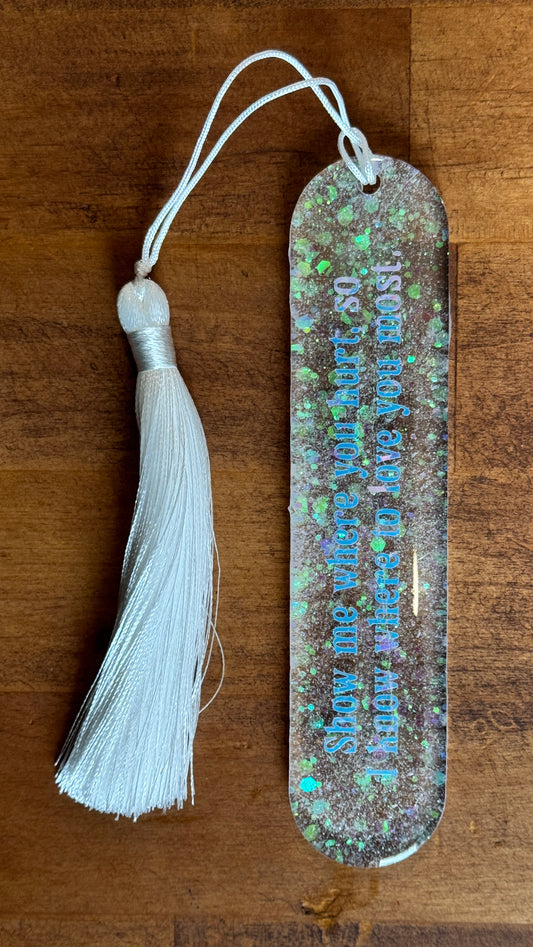 Show me where you hurt, so
I know where to love you most.